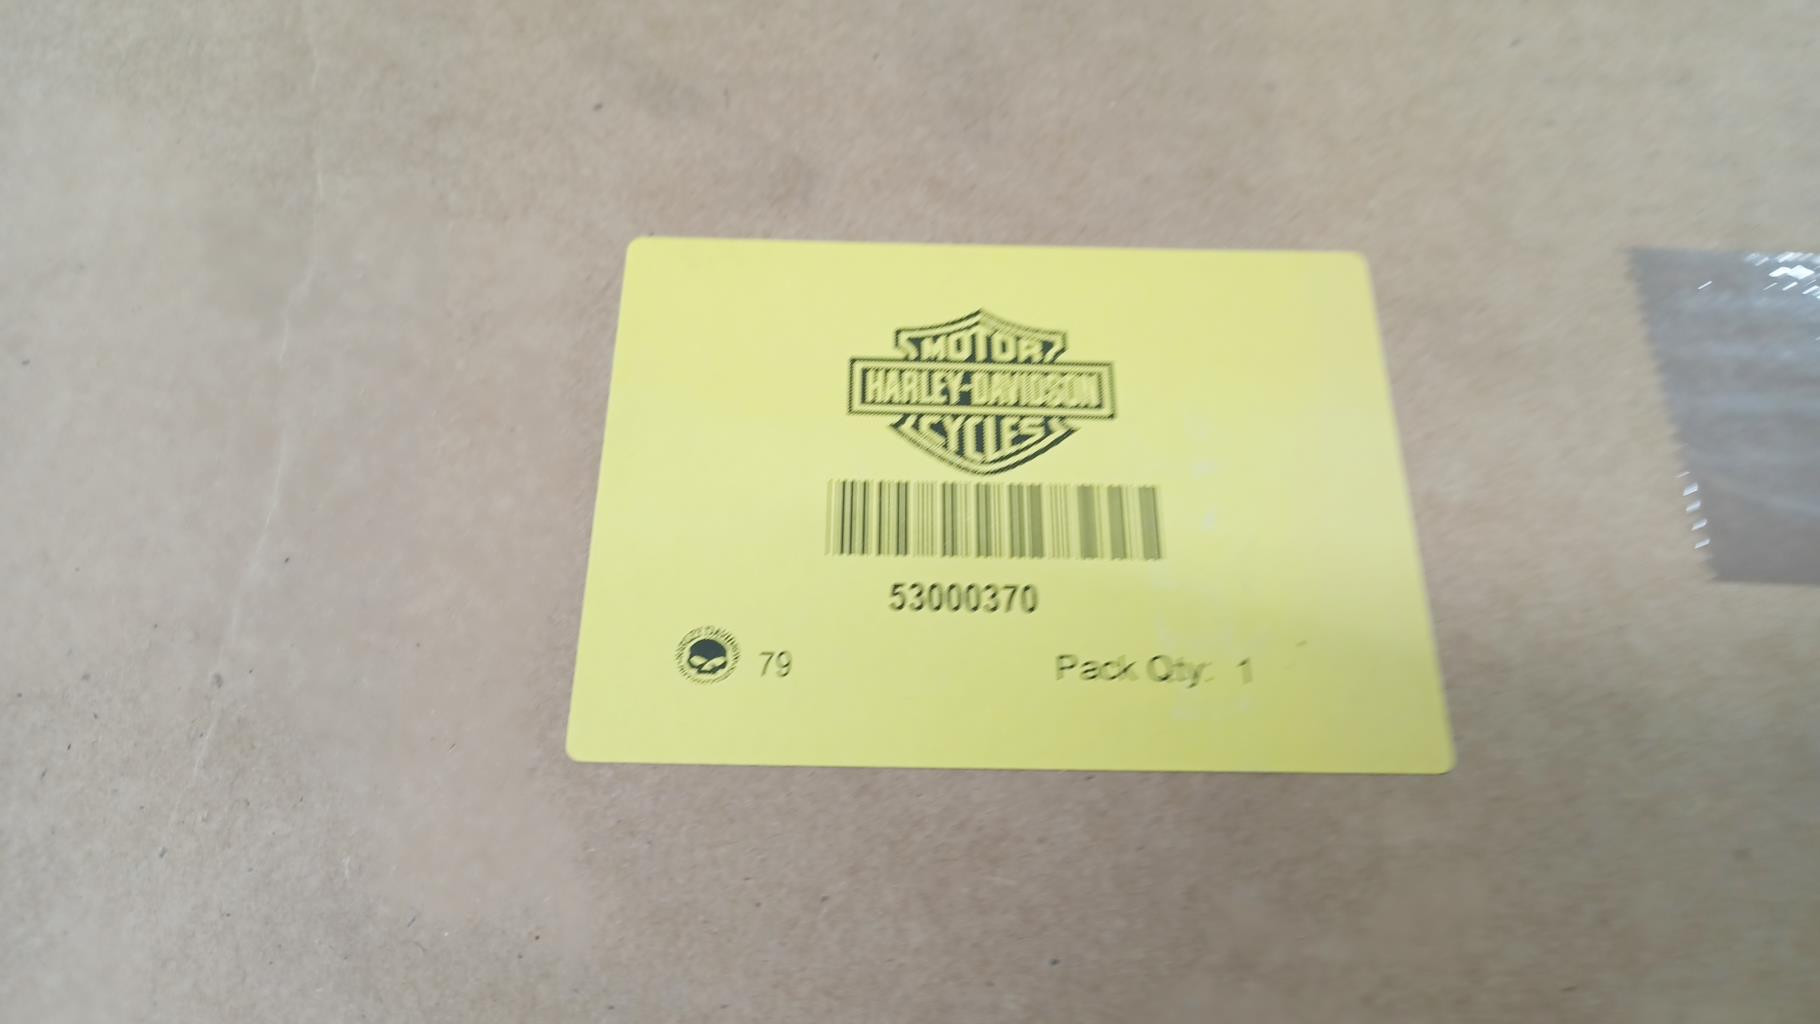 MOTOR
HARLEY-DAVIDSON
CYCLES
53000370
79
Pack Qty: 1